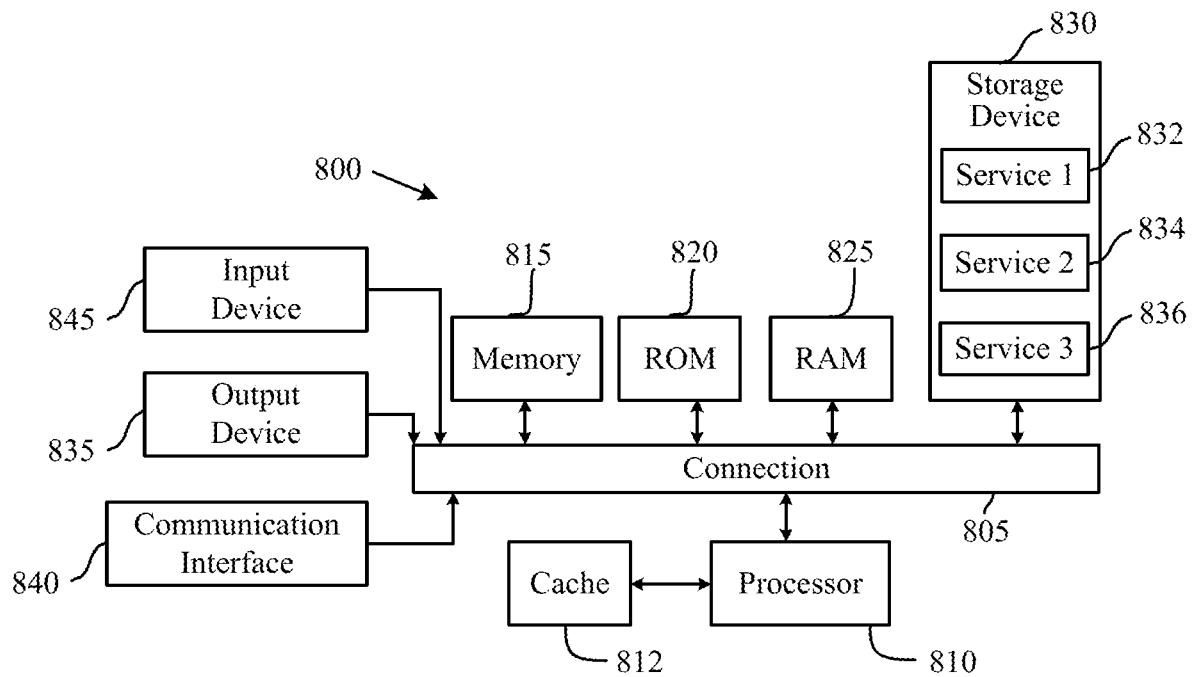 830
Storage
Device
832
Service 1
800
834
Service 2
815
820
825
Input
Device
845
836
Service 3
Memory
ROM
RAM
Output
Device
835
Connection
805
Communication
Interface
840
Cache
Processor
812
810